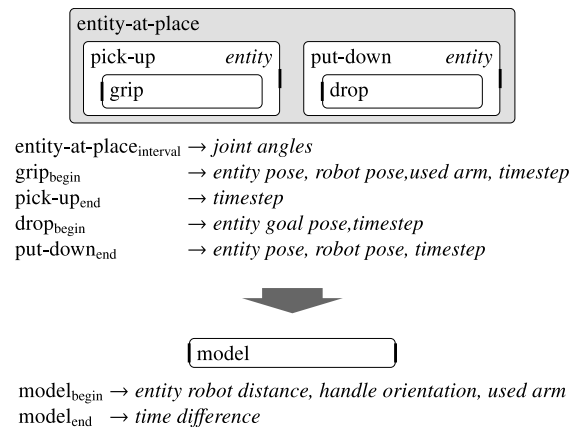 entity-at-place
pick-up entity put-down entity
grip drop
entity-at-place_interval → joint angles
grip_begin → entity pose, robot pose,used arm, timestep
pick-up_end → timestep
drop_begin → entity goal pose,timestep
put-down_end → entity pose, robot pose, timestep
model
model_begin → entity robot distance, handle orientation, used arm
model_end → time difference